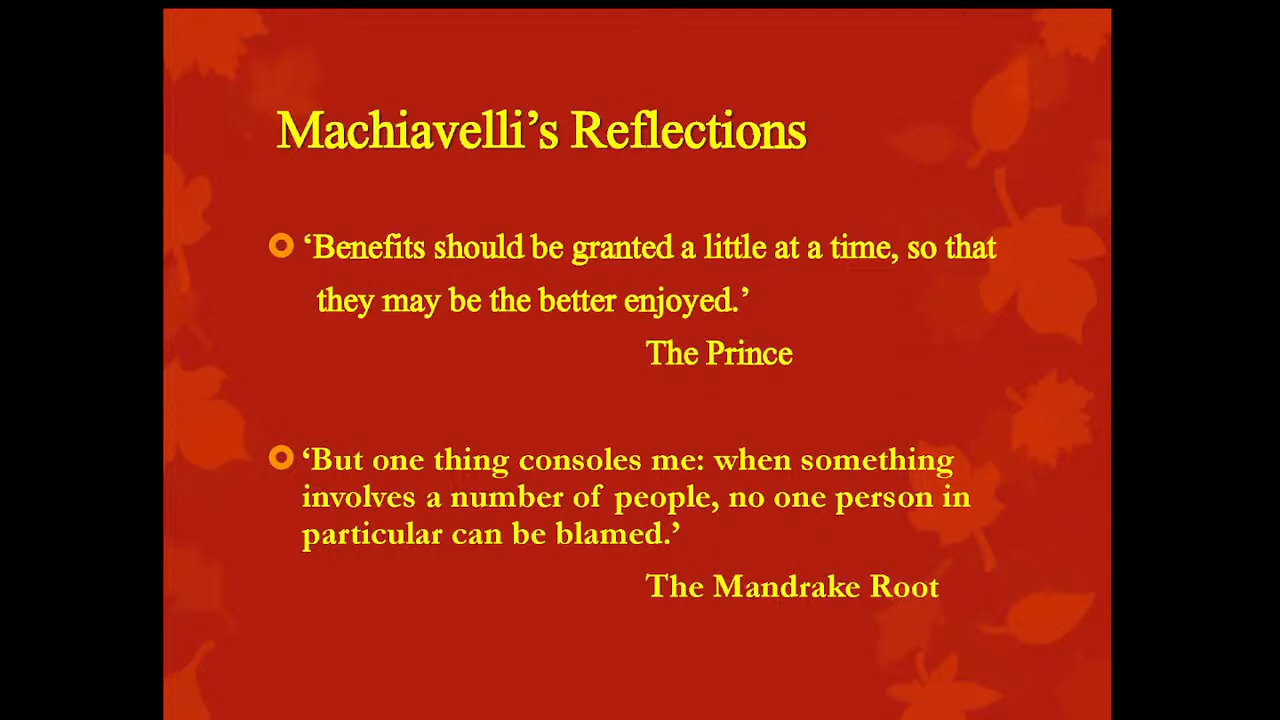 Machiavelli’s Reflections
‘Benefits should be granted a little at a time, so that
they may be the better enjoyed.’
The Prince
‘But one thing consoles me: when something
involves a number of people, no one person in
particular can be blamed.’
The Mandrake Root